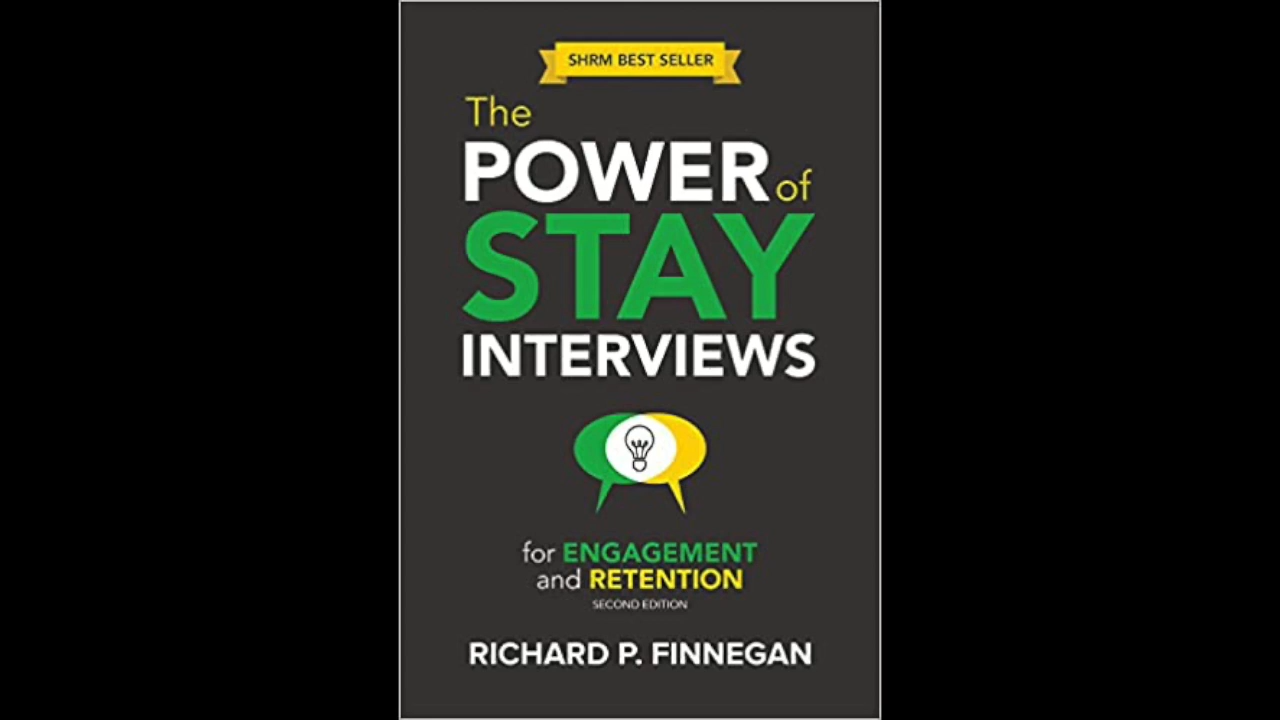 SHRM BEST SELLER
The
POWER of
STAY
INTERVIEWS
for ENGAGEMENT
and RETENTION
SECOND EDITION
RICHARD P. FINNEGAN